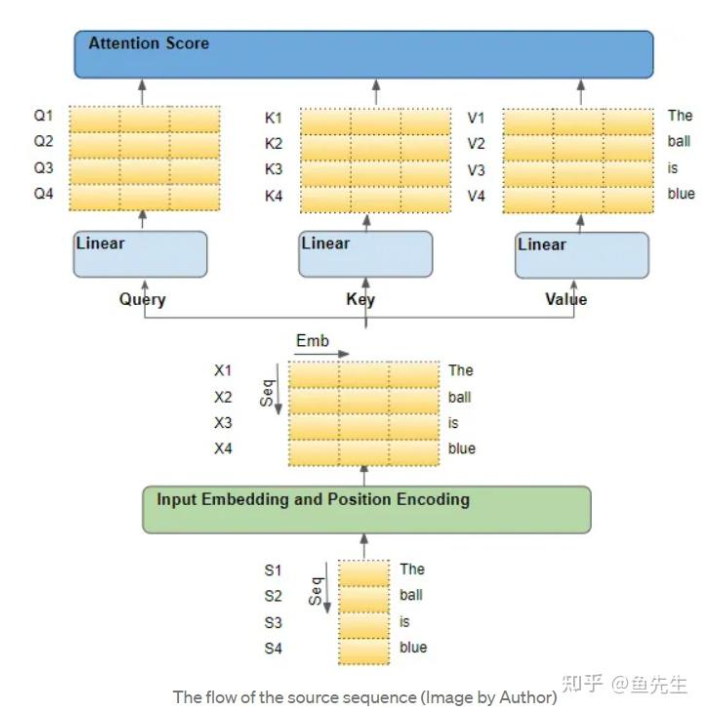 Attention Score
Q1 K1 V1 The
Q2 K2 V2 ball
Q3 K3 V3 is
Q4 K4 V4 blue
Linear Linear Linear
Query Key Value
Emb
Seq
X1 The
X2 ball
X3 is
X4 blue
Input Embedding and Position Encoding
Seq
S1 The
S2 ball
S3 is
S4 blue
知乎 @鱼先生
The flow of the source sequence (Image by Author)